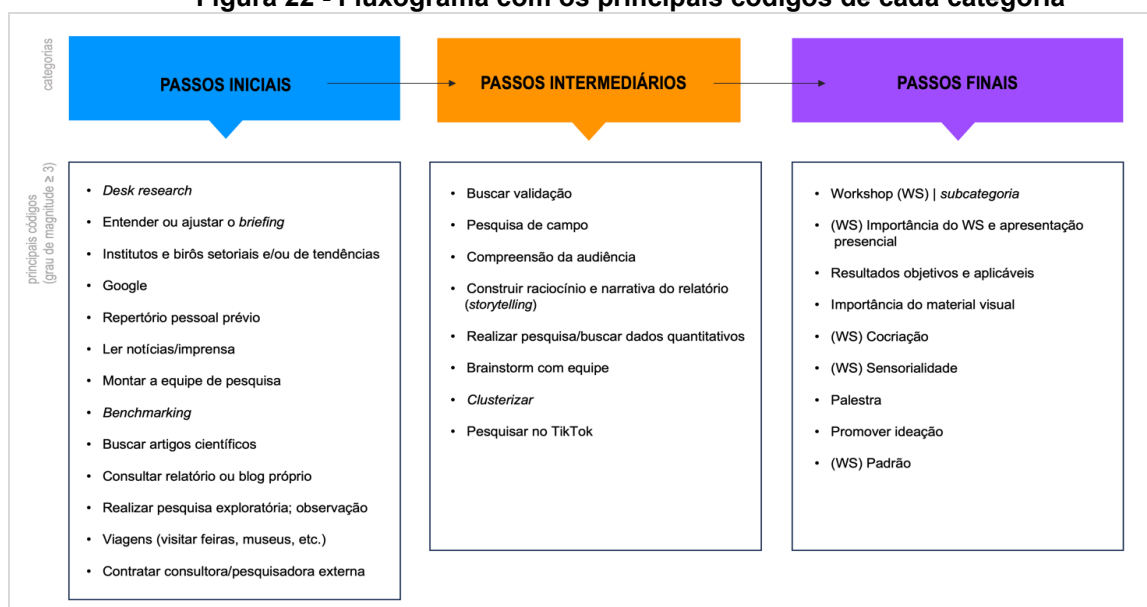 Figura 22 - Fluxograma com os principais códigos de cada categoria
categorias
PASSOS INICIAIS
PASSOS INTERMEDIÁRIOS
PASSOS FINAIS
principais códigos
(grau de magnitude ≥ 3)
• Desk research
• Entender ou ajustar o briefing
• Institutos e birôs setoriais e/ou de tendências
• Google
• Repertório pessoal prévio
• Ler notícias/imprensa
• Montar a equipe de pesquisa
• Benchmarking
• Buscar artigos científicos
• Consultar relatório ou blog próprio
• Realizar pesquisa exploratória; observação
• Viagens (visitar feiras, museus, etc.)
• Contratar consultora/pesquisadora externa
• Buscar validação
• Pesquisa de campo
• Compreensão da audiência
• Construir raciocínio e narrativa do relatório
(storytelling)
• Realizar pesquisa/buscar dados quantitativos
• Brainstorm com equipe
• Clusterizar
• Pesquisar no TikTok
• Workshop (WS) | subcategoria
• (WS) Importância do WS e apresentação
presencial
• Resultados objetivos e aplicáveis
• Importância do material visual
• (WS) Cocriação
• (WS) Sensorialidade
• Palestra
• Promover ideação
• (WS) Padrão